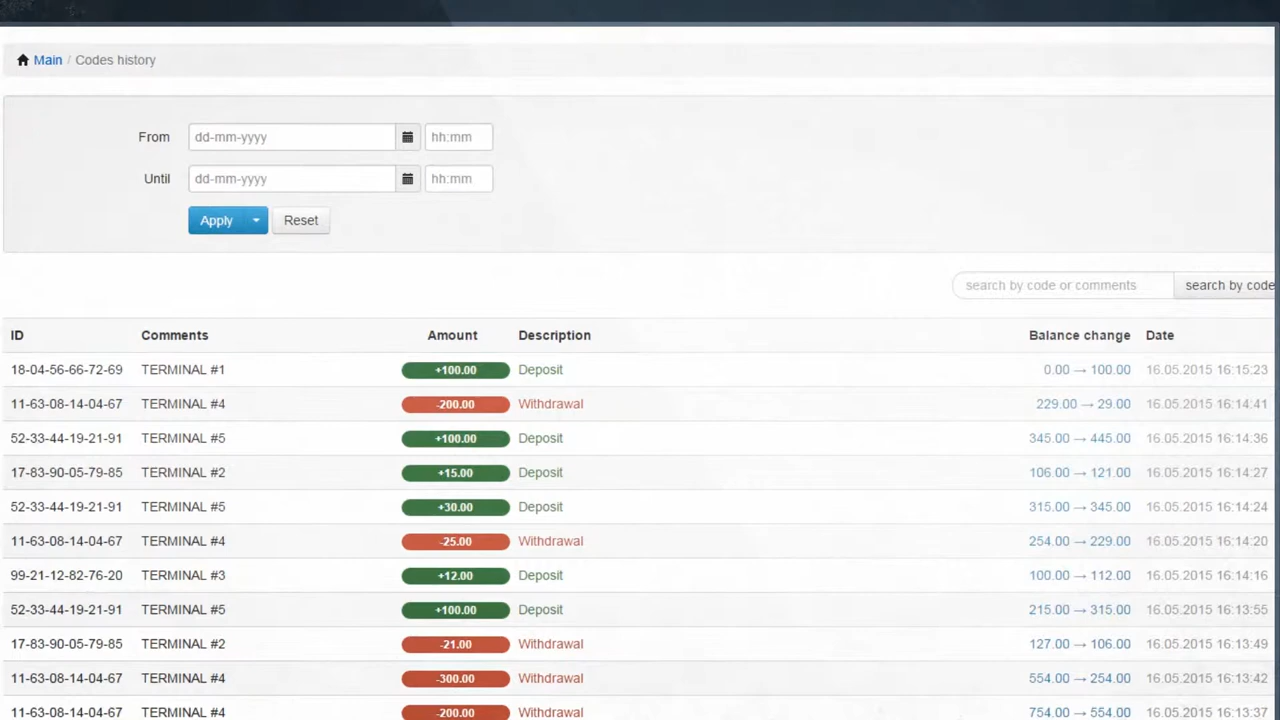 Main / Codes history
From dd-mm-yyyy hh:mm
Until dd-mm-yyyy hh:mm
Apply Reset
search by code or comments search by code
ID Comments Amount Description Balance change Date
18-04-56-66-72-69 TERMINAL #1 +100.00 Deposit 0.00 → 100.00 16.05.2015 16:15:23
11-63-08-14-04-67 TERMINAL #4 -200.00 Withdrawal 229.00 → 29.00 16.05.2015 16:14:41
52-33-44-19-21-91 TERMINAL #5 +100.00 Deposit 345.00 → 445.00 16.05.2015 16:14:36
17-83-90-05-79-85 TERMINAL #2 +15.00 Deposit 106.00 → 121.00 16.05.2015 16:14:27
52-33-44-19-21-91 TERMINAL #5 +30.00 Deposit 315.00 → 345.00 16.05.2015 16:14:24
11-63-08-14-04-67 TERMINAL #4 -25.00 Withdrawal 254.00 → 229.00 16.05.2015 16:14:20
99-21-12-82-76-20 TERMINAL #3 +12.00 Deposit 100.00 → 112.00 16.05.2015 16:14:16
52-33-44-19-21-91 TERMINAL #5 +100.00 Deposit 215.00 → 315.00 16.05.2015 16:13:55
17-83-90-05-79-85 TERMINAL #2 -21.00 Withdrawal 127.00 → 106.00 16.05.2015 16:13:49
11-63-08-14-04-67 TERMINAL #4 -300.00 Withdrawal 554.00 → 254.00 16.05.2015 16:13:42
11-63-08-14-04-67 TERMINAL #4 -200.00 Withdrawal 754.00 → 554.00 16.05.2015 16:13:37